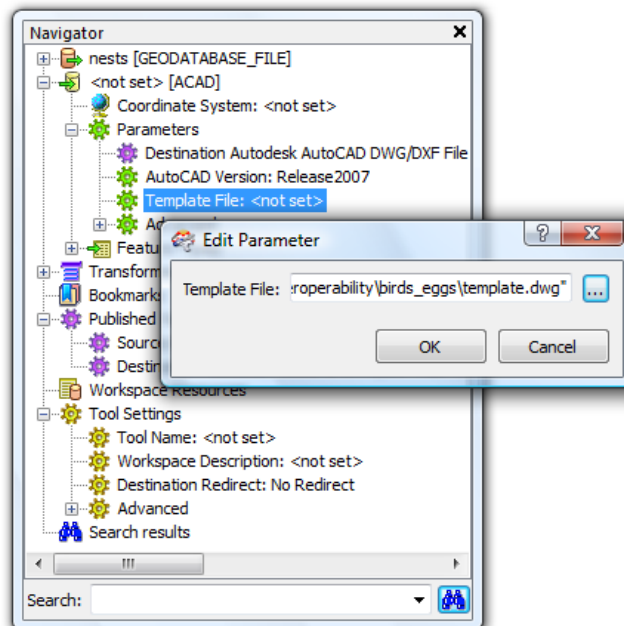 Navigator
nests [GEODATABASE_FILE]
<not set> [ACAD]
Coordinate System: <not set>
Parameters
Destination Autodesk AutoCAD DWG/DXF File
AutoCAD Version: Release2007
Template File: <not set>
Edit Parameter
Template File: roperability\birds_eggs\template.dwg"
...
OK Cancel
Featu
Transform
Bookmarks
Published
Sourc
Destin
Workspace Resources
Tool Settings
Tool Name: <not set>
Workspace Description: <not set>
Destination Redirect: No Redirect
Advanced
Search results
Search: